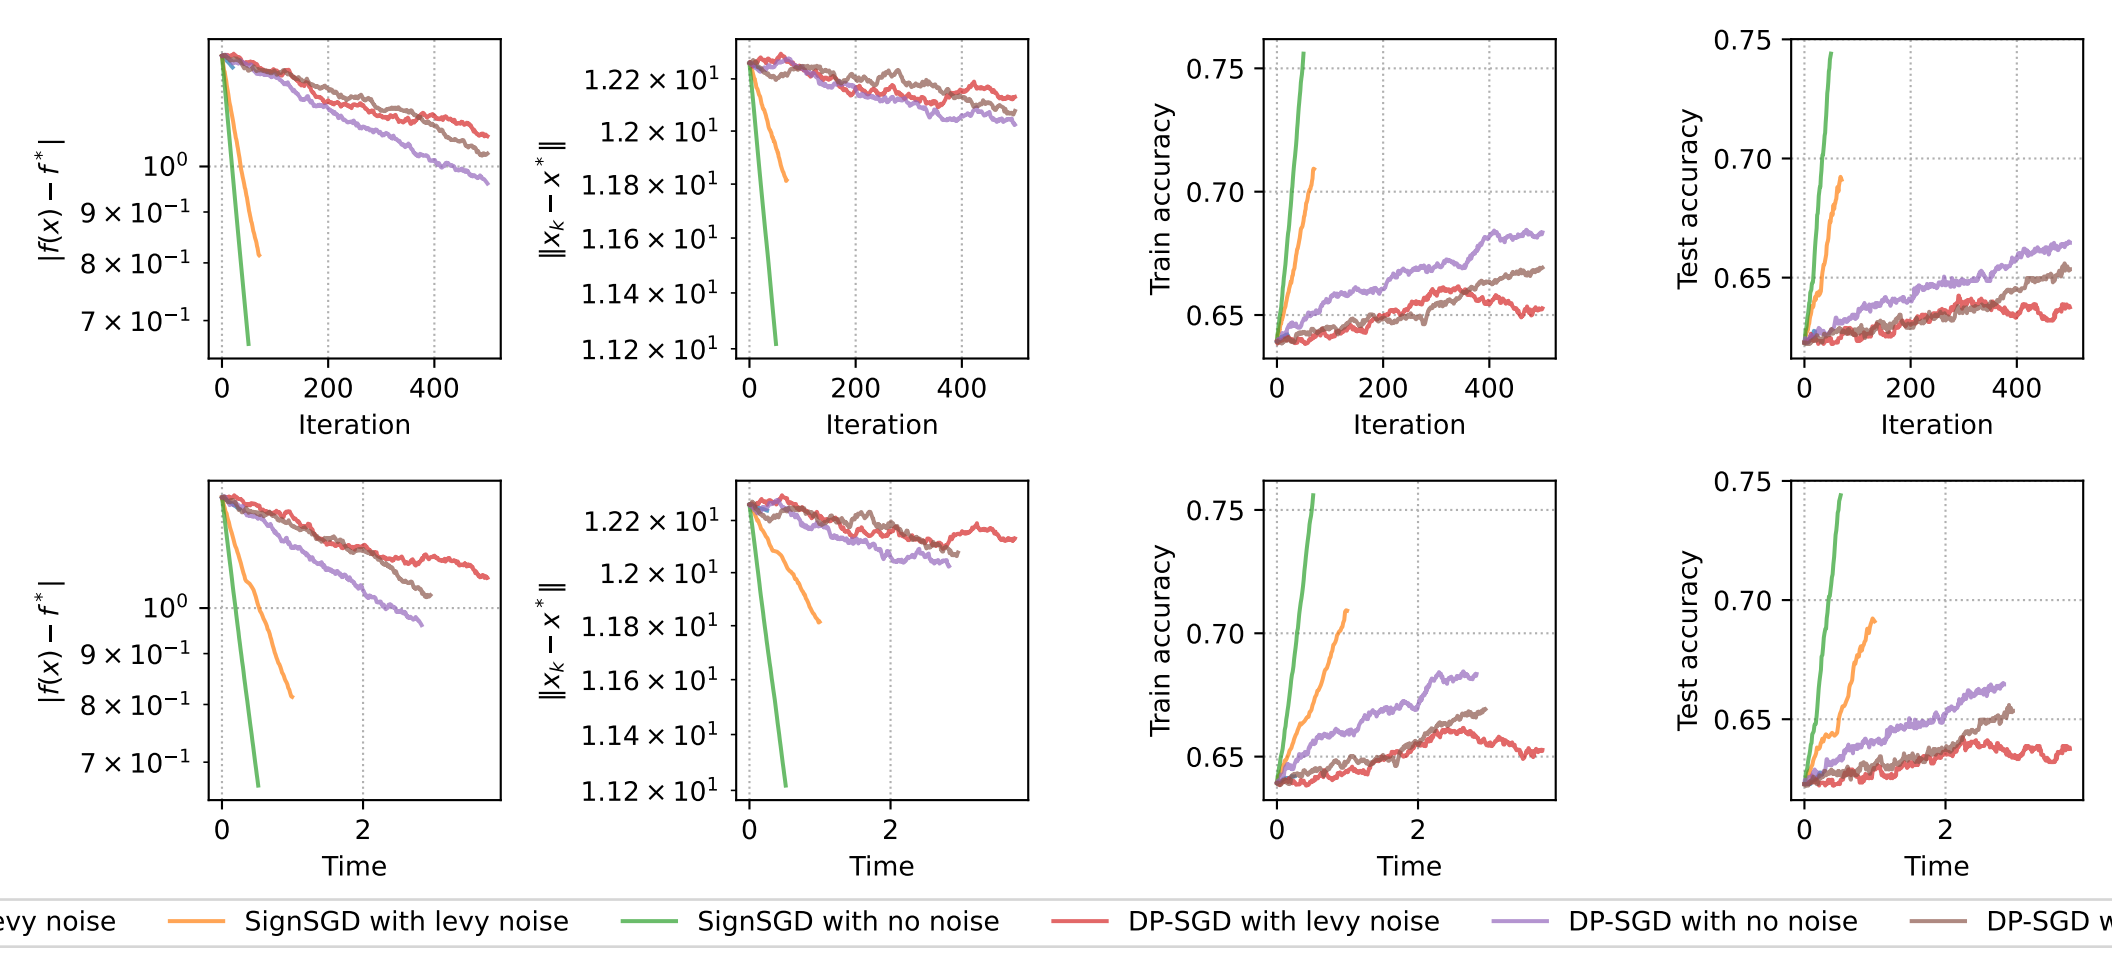 |f(x) − f*|
10⁰
9 × 10⁻¹
8 × 10⁻¹
7 × 10⁻¹
0 200 400
Iteration
‖xₖ − x*‖
1.22 × 10¹
1.2 × 10¹
1.18 × 10¹
1.16 × 10¹
1.14 × 10¹
1.12 × 10¹
0 200 400
Iteration
Train accuracy
0.75
0.70
0.65
0 200 400
Iteration
Test accuracy
0.75
0.70
0.65
0 200 400
Iteration
|f(x) − f*|
10⁰
9 × 10⁻¹
8 × 10⁻¹
7 × 10⁻¹
0 2
Time
‖xₖ − x*‖
1.22 × 10¹
1.2 × 10¹
1.18 × 10¹
1.16 × 10¹
1.14 × 10¹
1.12 × 10¹
0 2
Time
Train accuracy
0.75
0.70
0.65
0 2
Time
Test accuracy
0.75
0.70
0.65
0 2
Time
evy noise SignSGD with levy noise SignSGD with no noise DP-SGD with levy noise DP-SGD with no noise DP-SGD w